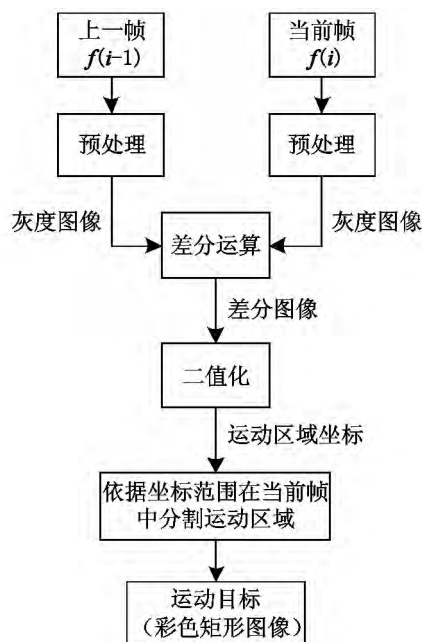 上一帧
f(i-1)
当前帧
f(i)
预处理
预处理
灰度图像
灰度图像
差分运算
差分图像
二值化
运动区域坐标
依据坐标范围在当前帧
中分割运动区域
运动目标
（彩色矩形图像）